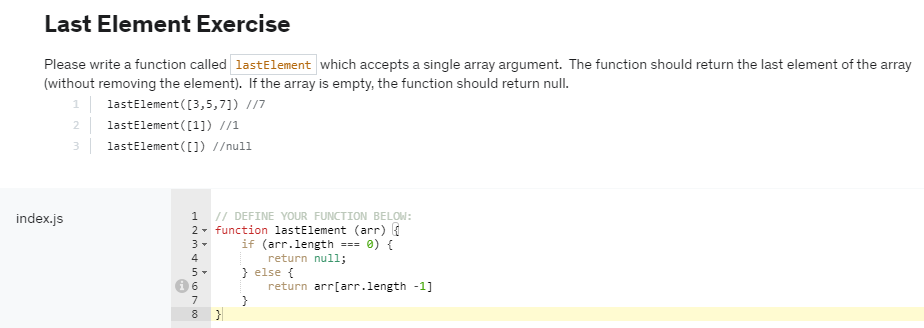 Last Element Exercise
Please write a function called lastElement which accepts a single array argument. The function should return the last element of the array
(without removing the element). If the array is empty, the function should return null.
1 lastElement([3,5,7]) //7
2 lastElement([1]) //1
3 lastElement([]) //null
index.js
1 // DEFINE YOUR FUNCTION BELOW:
2 function lastElement (arr) {
3 if (arr.length === 0) {
4 return null;
5 } else {
6 return arr[arr.length -1]
7 }
8 }